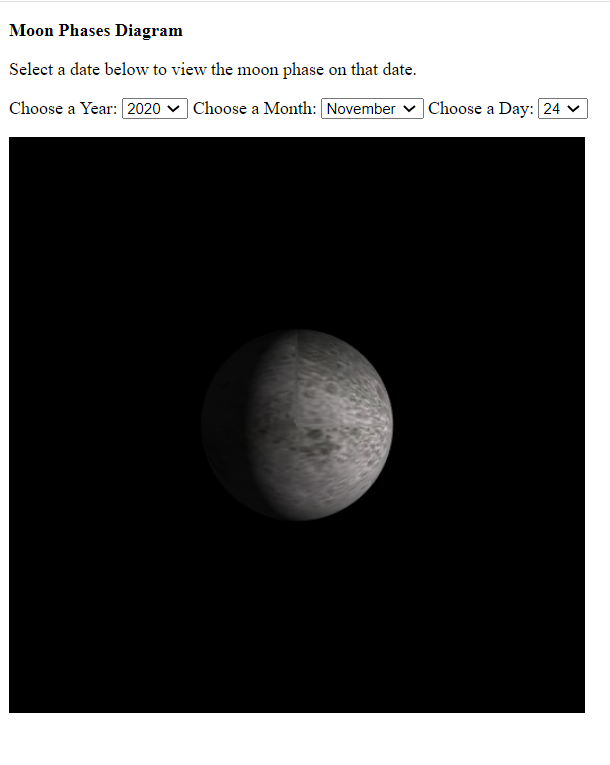 Moon Phases Diagram
Select a date below to view the moon phase on that date.
Choose a Year: 2020 Choose a Month: November Choose a Day: 24